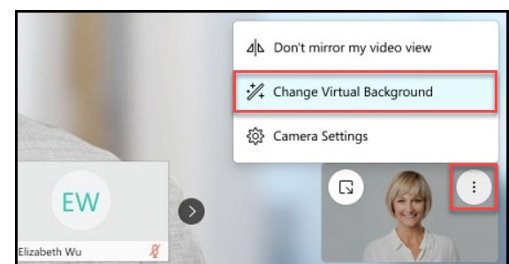 Don't mirror my video view
Change Virtual Background
Camera Settings
EW
Elizabeth Wu